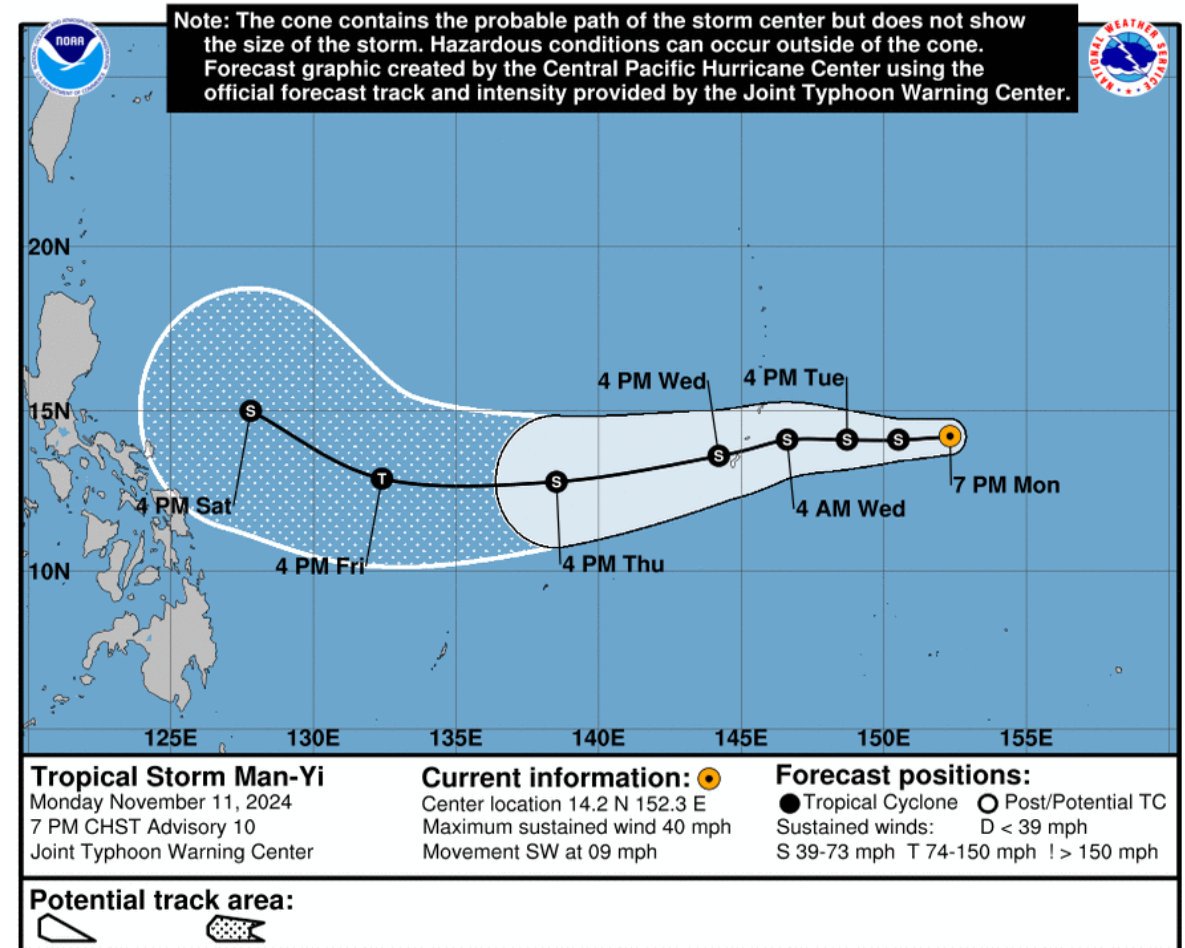 Note: The cone contains the probable path of the storm center but does not show
the size of the storm. Hazardous conditions can occur outside of the cone.
Forecast graphic created by the Central Pacific Hurricane Center using the
official forecast track and intensity provided by the Joint Typhoon Warning Center.
NOAA
NATIONAL WEATHER SERVICE
20N
15N
10N
4 PM Wed
4 PM Tue
S
T
S
S
S
S
S
7 PM Mon
4 AM Wed
4 PM Sat
4 PM Fri
4 PM Thu
125E
130E
135E
140E
145E
150E
155E
Tropical Storm Man-Yi
Monday November 11, 2024
7 PM CHST Advisory 10
Joint Typhoon Warning Center
Current information:
Center location 14.2 N 152.3 E
Maximum sustained wind 40 mph
Movement SW at 09 mph
Forecast positions:
Tropical Cyclone Post/Potential TC
Sustained winds: D < 39 mph
S 39-73 mph T 74-150 mph ! > 150 mph
Potential track area: